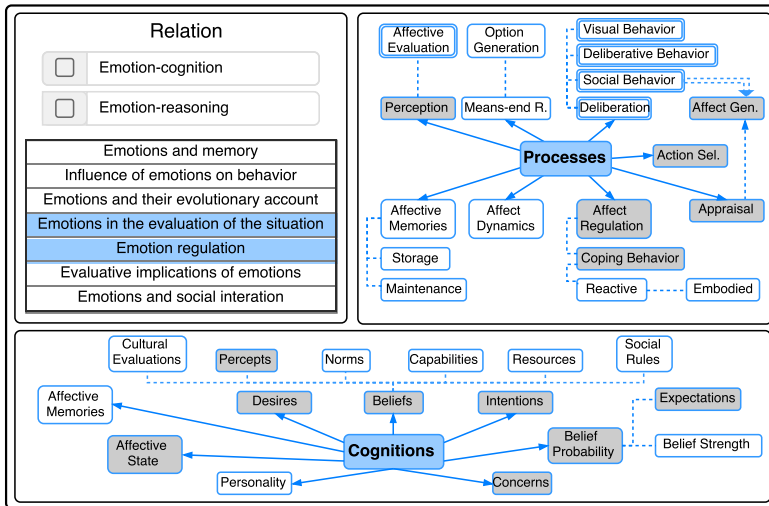 Relation
Emotion-cognition
Emotion-reasoning
Emotions and memory
Influence of emotions on behavior
Emotions and their evolutionary account
Emotions in the evaluation of the situation
Emotion regulation
Evaluative implications of emotions
Emotions and social interation
Affective
Evaluation
Option
Generation
Visual Behavior
Deliberative Behavior
Social Behavior
Perception
Means-end R.
Deliberation
Affect Gen.
Processes
Action Sel.
Affective
Memories
Affect
Dynamics
Affect
Regulation
Appraisal
Storage
Coping Behavior
Maintenance
Reactive
Embodied
Cultural
Evaluations
Percepts
Norms
Capabilities
Resources
Social
Rules
Affective
Memories
Desires
Beliefs
Intentions
Expectations
Affective
State
Cognitions
Belief
Probability
Belief Strength
Personality
Concerns